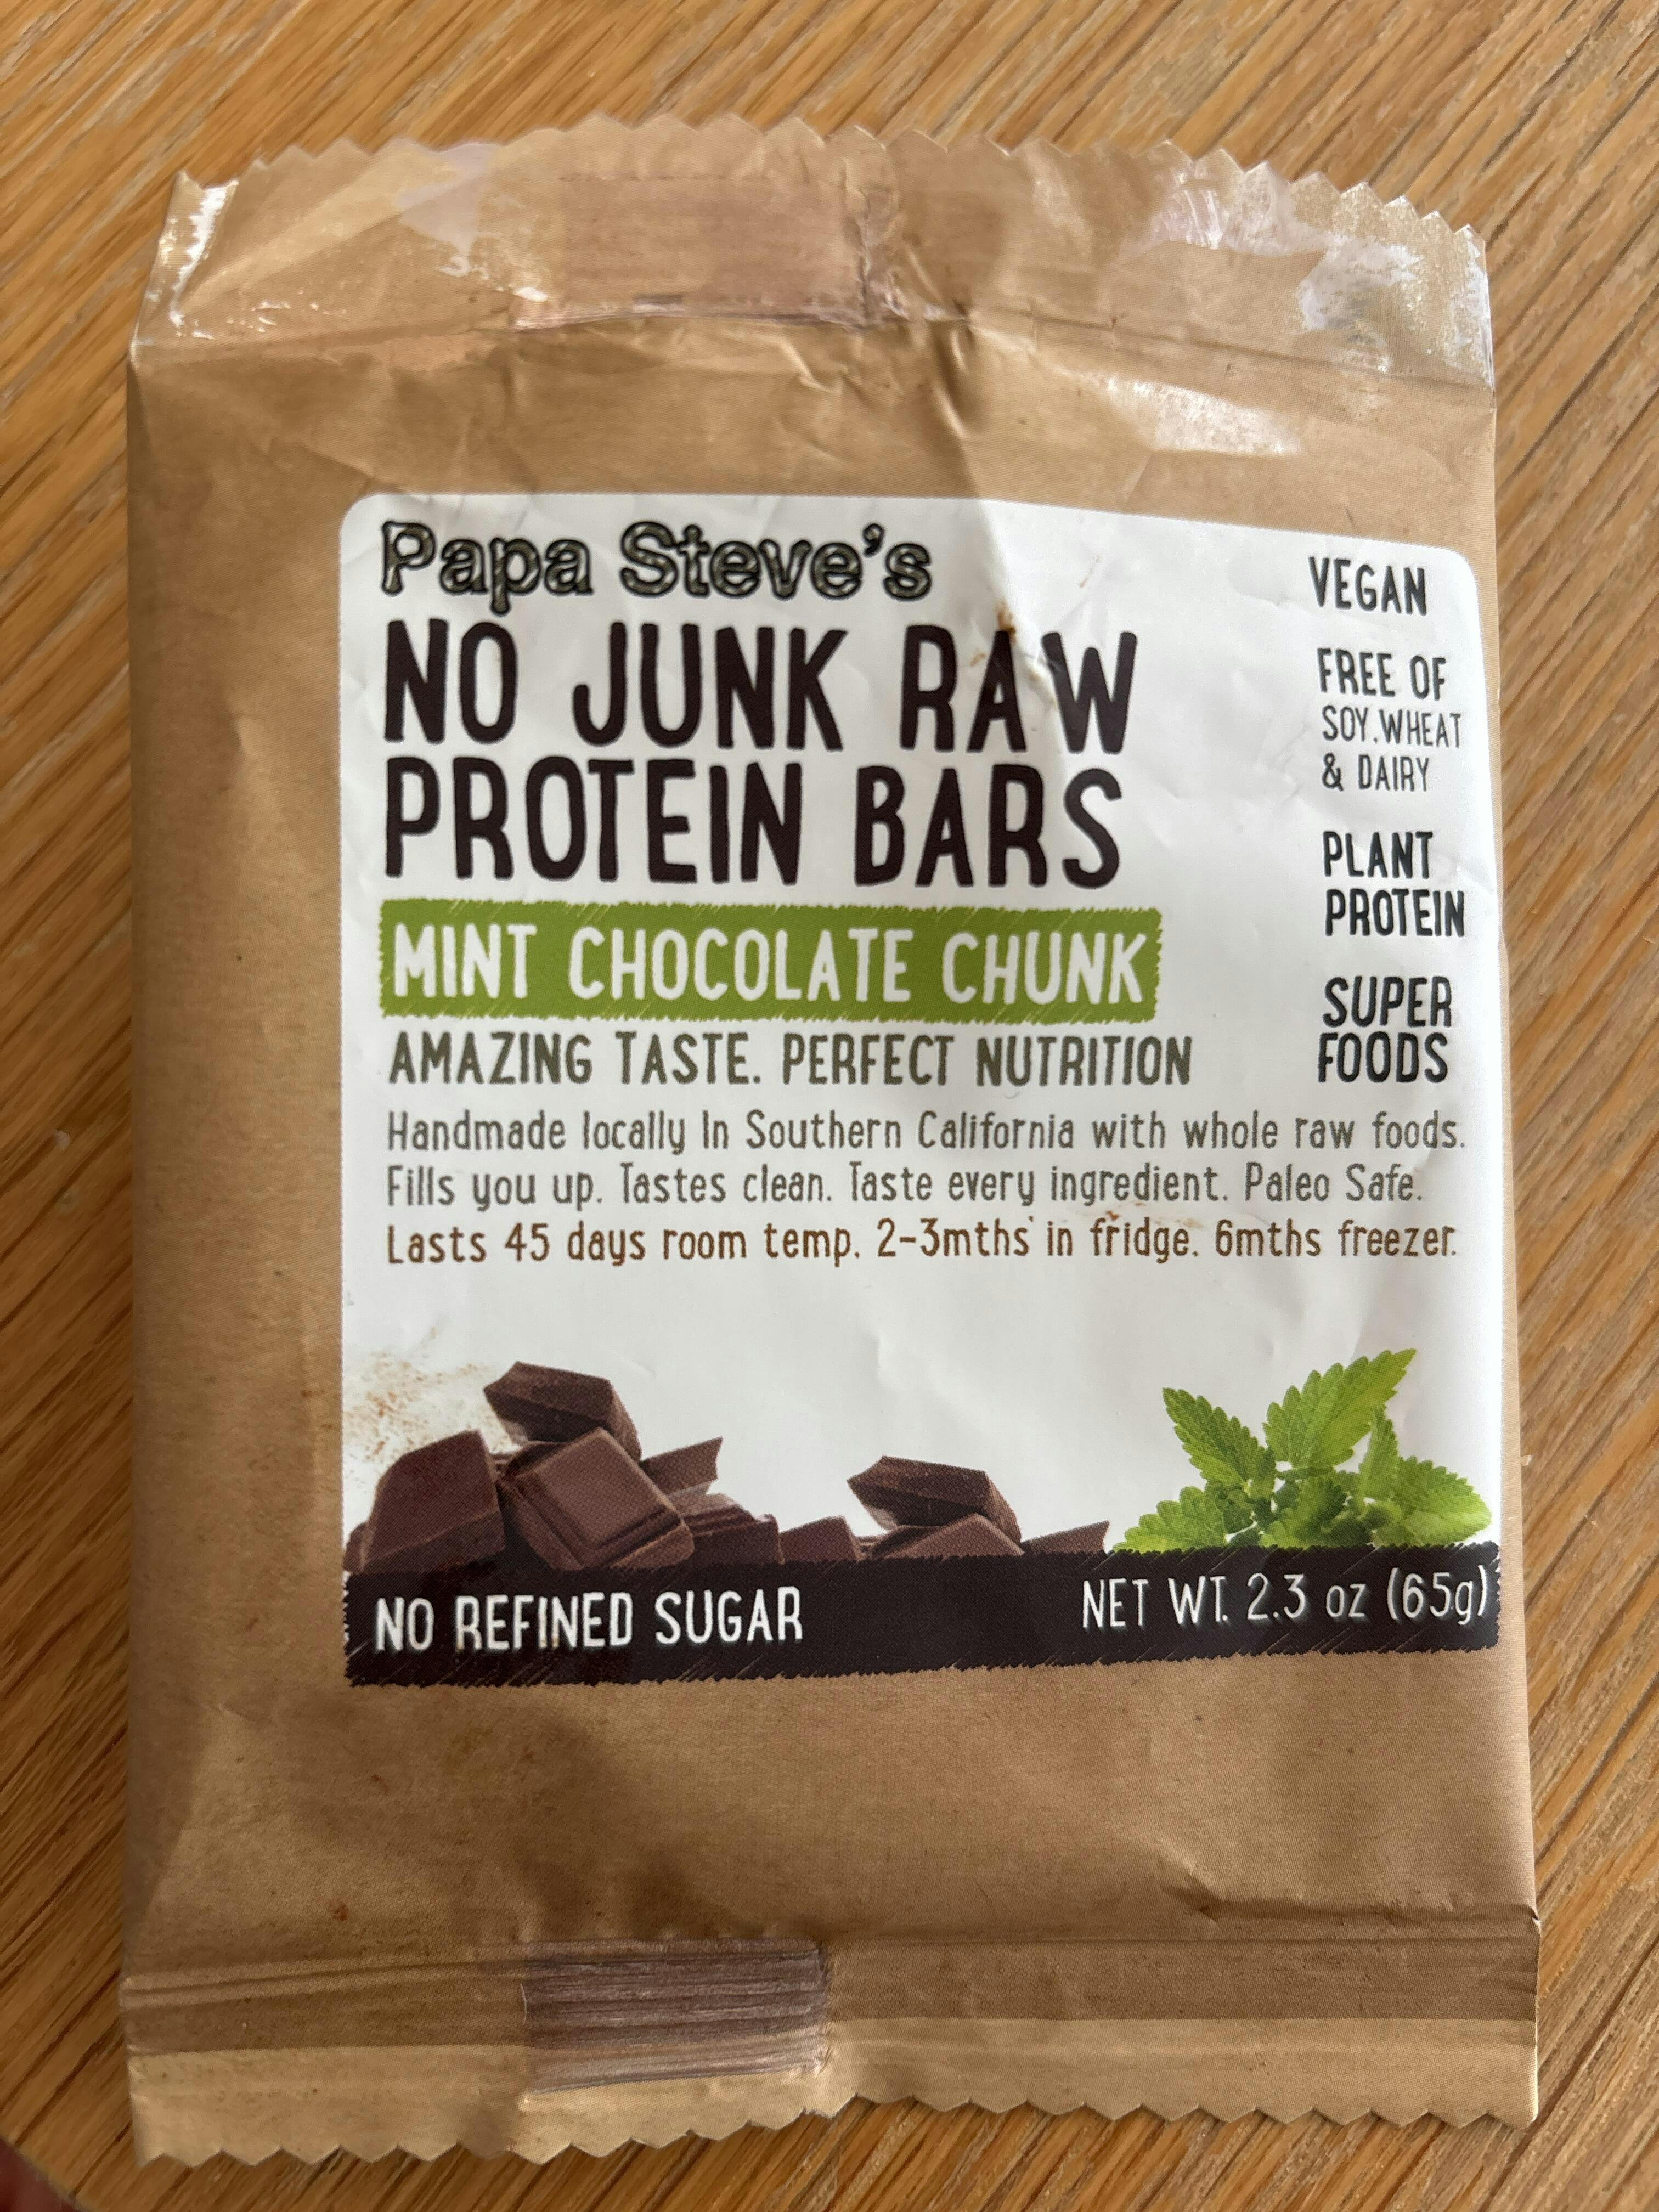 Papa Steve's
NO JUNK RAW
PROTEIN BARS
MINT CHOCOLATE CHUNK
AMAZING TASTE. PERFECT NUTRITION
Handmade locally In Southern California with whole raw foods.
Fills you up. Tastes clean. Taste every ingredient. Paleo Safe.
Lasts 45 days room temp. 2-3mths in fridge. 6mths freezer.
VEGAN
FREE OF
SOY.WHEAT
& DAIRY
PLANT
PROTEIN
SUPER
FOODS
NO REFINED SUGAR
NET WT. 2.3 oz (65g)